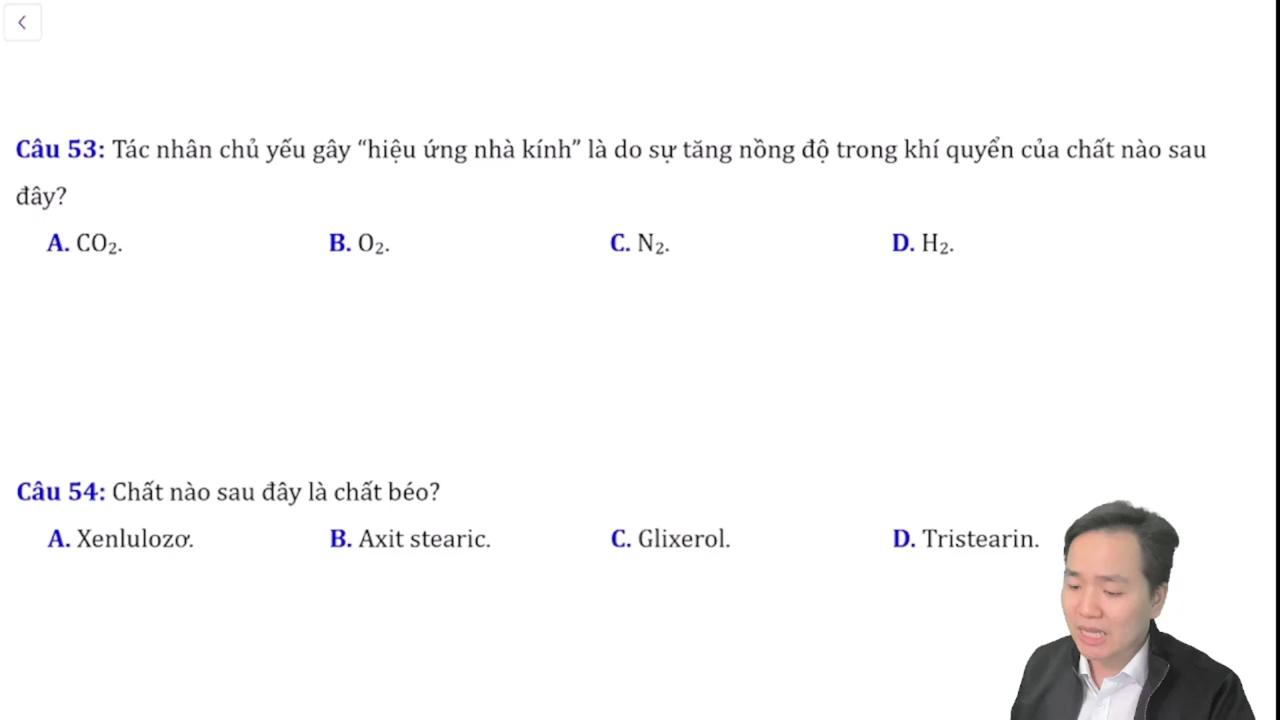 Câu 53: Tác nhân chủ yếu gây “hiệu ứng nhà kính” là do sự tăng nồng độ trong khí quyển của chất nào sau
đây?
A. CO₂. B. O₂. C. N₂. D. H₂.
Câu 54: Chất nào sau đây là chất béo?
A. Xenlulozơ. B. Axit stearic. C. Glixerol. D. Tristearin.